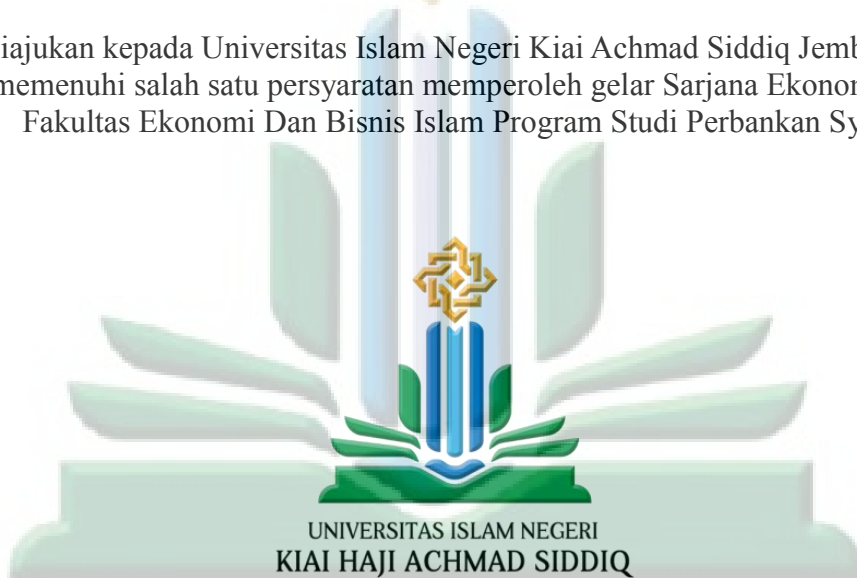 iajukan kepada Universitas Islam Negeri Kiai Achmad Siddiq Jemb
memenuhi salah satu persyaratan memperoleh gelar Sarjana Ekonom
Fakultas Ekonomi Dan Bisnis Islam Program Studi Perbankan Sy
UNIVERSITAS ISLAM NEGERI
KIAI HAJI ACHMAD SIDDIQ